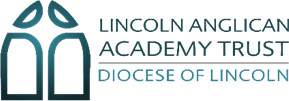 LINCOLN ANGLICAN
ACADEMY TRUST
DIOCESE OF LINCOLN